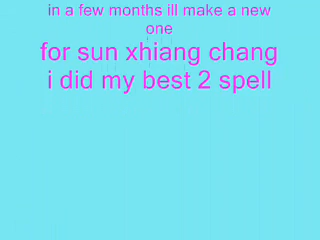 in a few months ill make a new
one
for sun xhiang chang
i did my best 2 spell